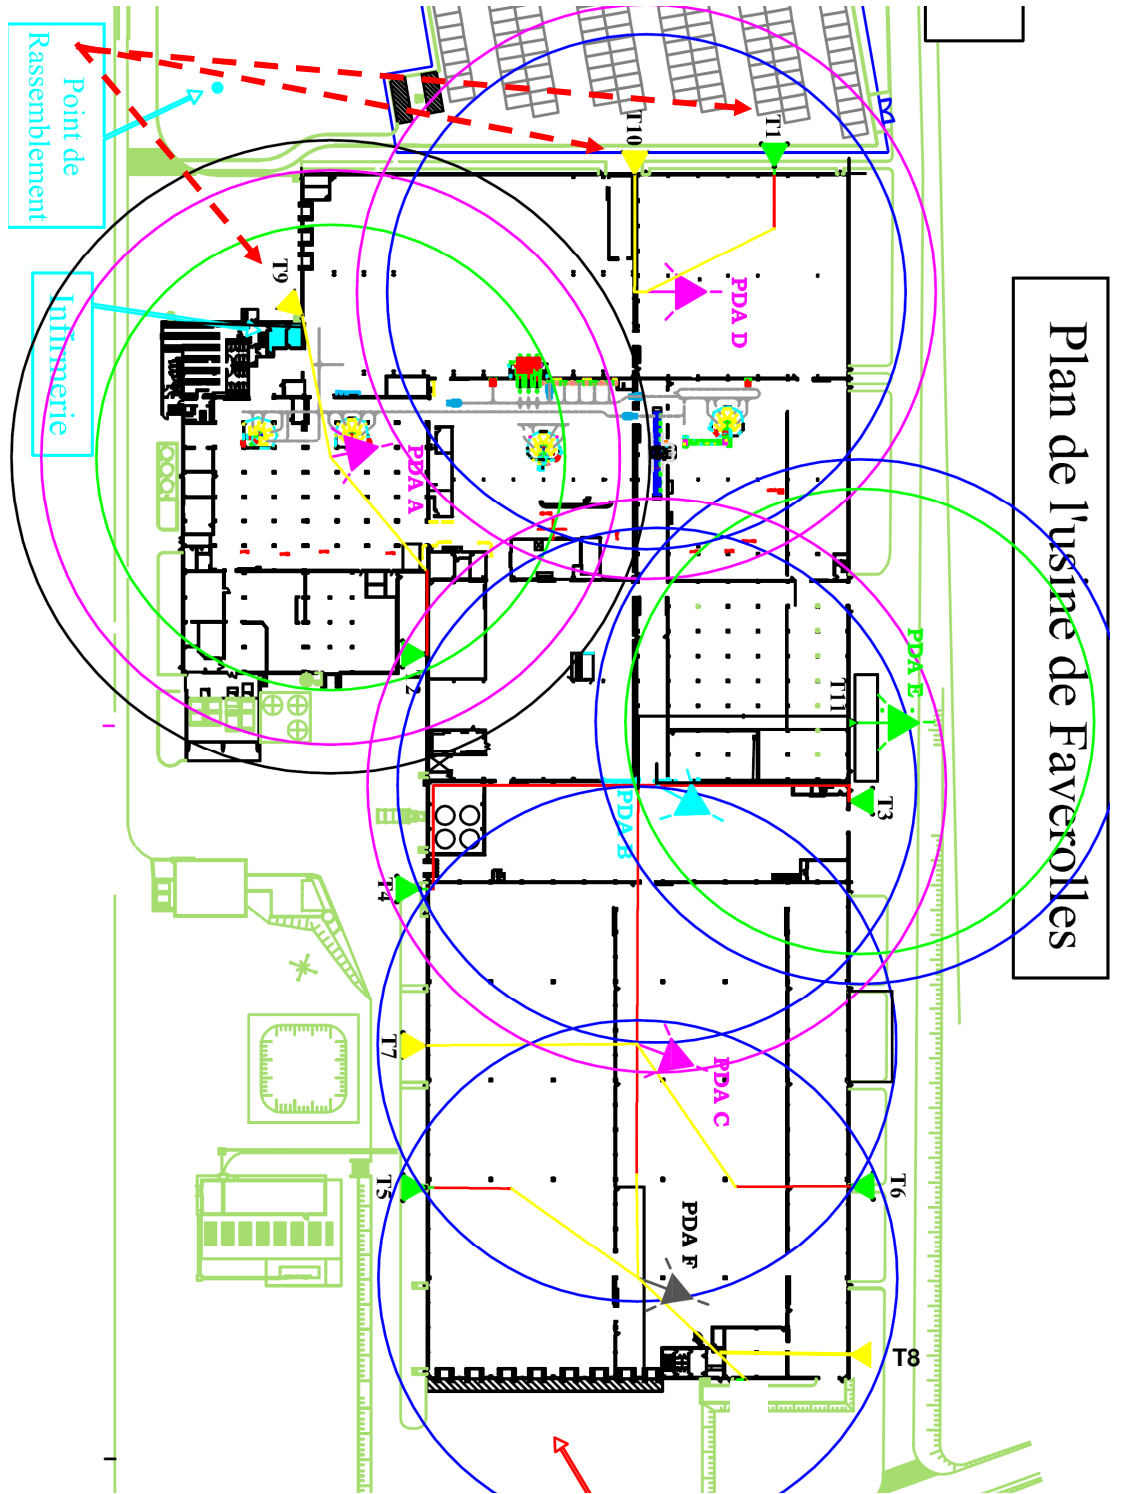 Plan de l'usine de Faverolles
Point de
Rassemblement
Infirmerie
T10
T1
T9
PDA D
PDA A
T2
PDA E
T11
T3
PDA B
T4
T7
PDA C
T5
T6
PDA F
T8